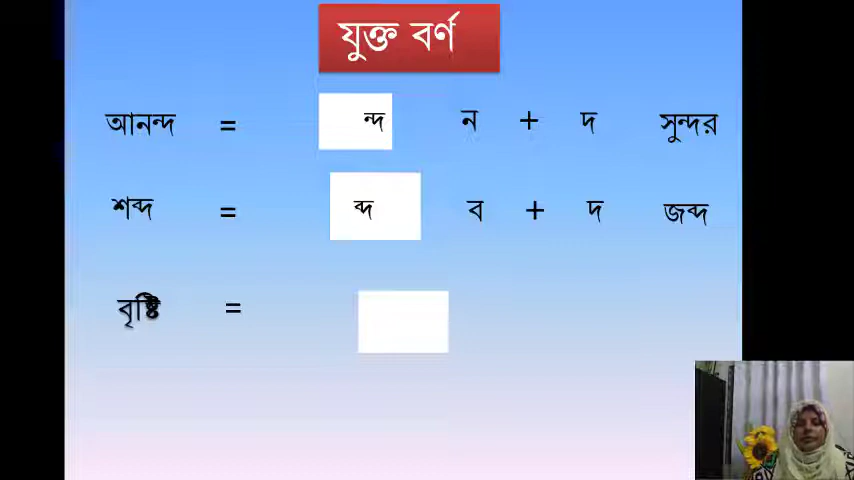 যুক্ত বর্ণ
আনন্দ = ন্দ ন + দ সুন্দর
শব্দ = ব্দ ব + দ জব্দ
বৃষ্টি =